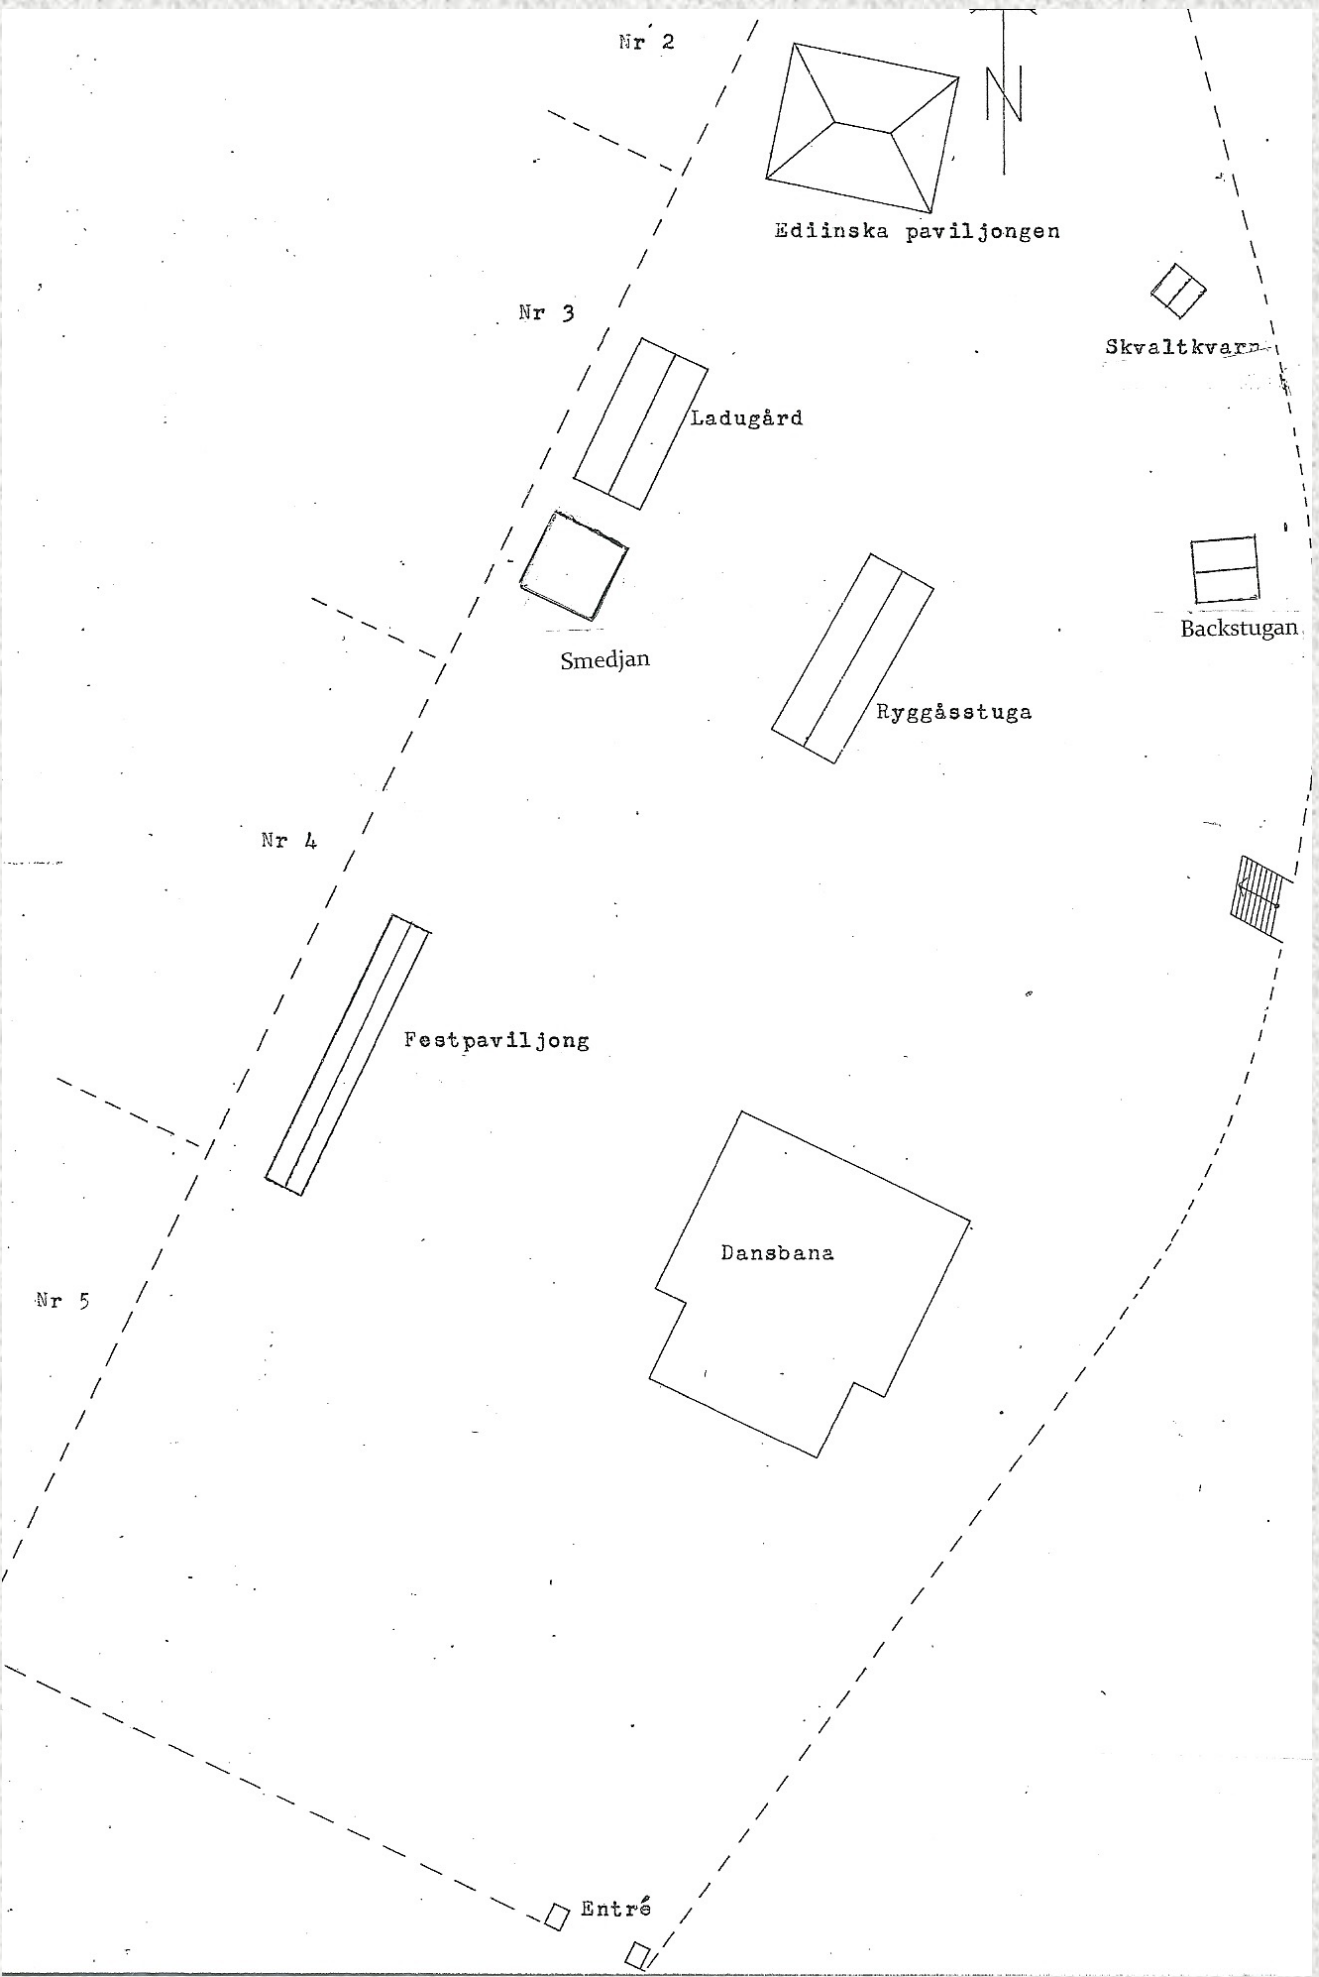 Nr 2
N
Ediinska paviljongen
Nr 3
Skvaltkvarn
Ladugård
Backstugan
Smedjan
Ryggåsstuga
Nr 4
Festpaviljong
Dansbana
Nr 5
Entré